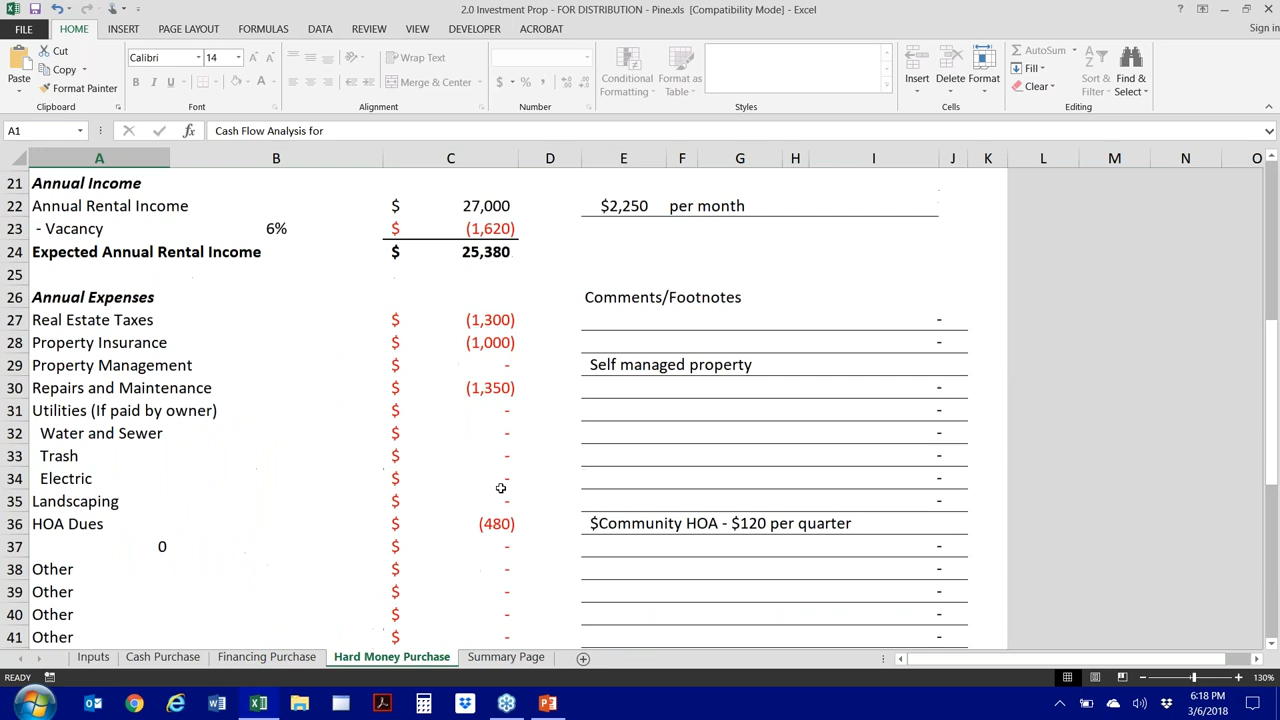 2.0 Investment Prop - FOR DISTRIBUTION - Pine.xls [Compatibility Mode] - Excel
FILE HOME INSERT PAGE LAYOUT FORMULAS DATA REVIEW VIEW DEVELOPER ACROBAT Sign in
Paste
Cut
Copy
Format Painter
Clipboard
Calibri 14
B I U
Font
Wrap Text
Merge & Center
Alignment
$ % ,
Number
Conditional Formatting
Format as Table
Styles
Insert Delete Format
Cells
AutoSum
Fill
Clear
Sort & Filter
Find & Select
Editing
A1 fx Cash Flow Analysis for
A B C D E F G H I J K L M N O
21 Annual Income
22 Annual Rental Income $ 27,000 $2,250 per month
23 - Vacancy 6% $ (1,620)
24 Expected Annual Rental Income $ 25,380
25
26 Annual Expenses Comments/Footnotes
27 Real Estate Taxes $ (1,300) -
28 Property Insurance $ (1,000) -
29 Property Management $ - Self managed property
30 Repairs and Maintenance $ (1,350) -
31 Utilities (If paid by owner) $ - -
32 Water and Sewer $ - -
33 Trash $ - -
34 Electric $ - -
35 Landscaping $ - -
36 HOA Dues $ (480) $Community HOA - $120 per quarter
37 0 $ - -
38 Other $ - -
39 Other $ - -
40 Other $ - -
41 Other $ - -
Inputs Cash Purchase Financing Purchase Hard Money Purchase Summary Page
READY 130%
6:18 PM
3/6/2018